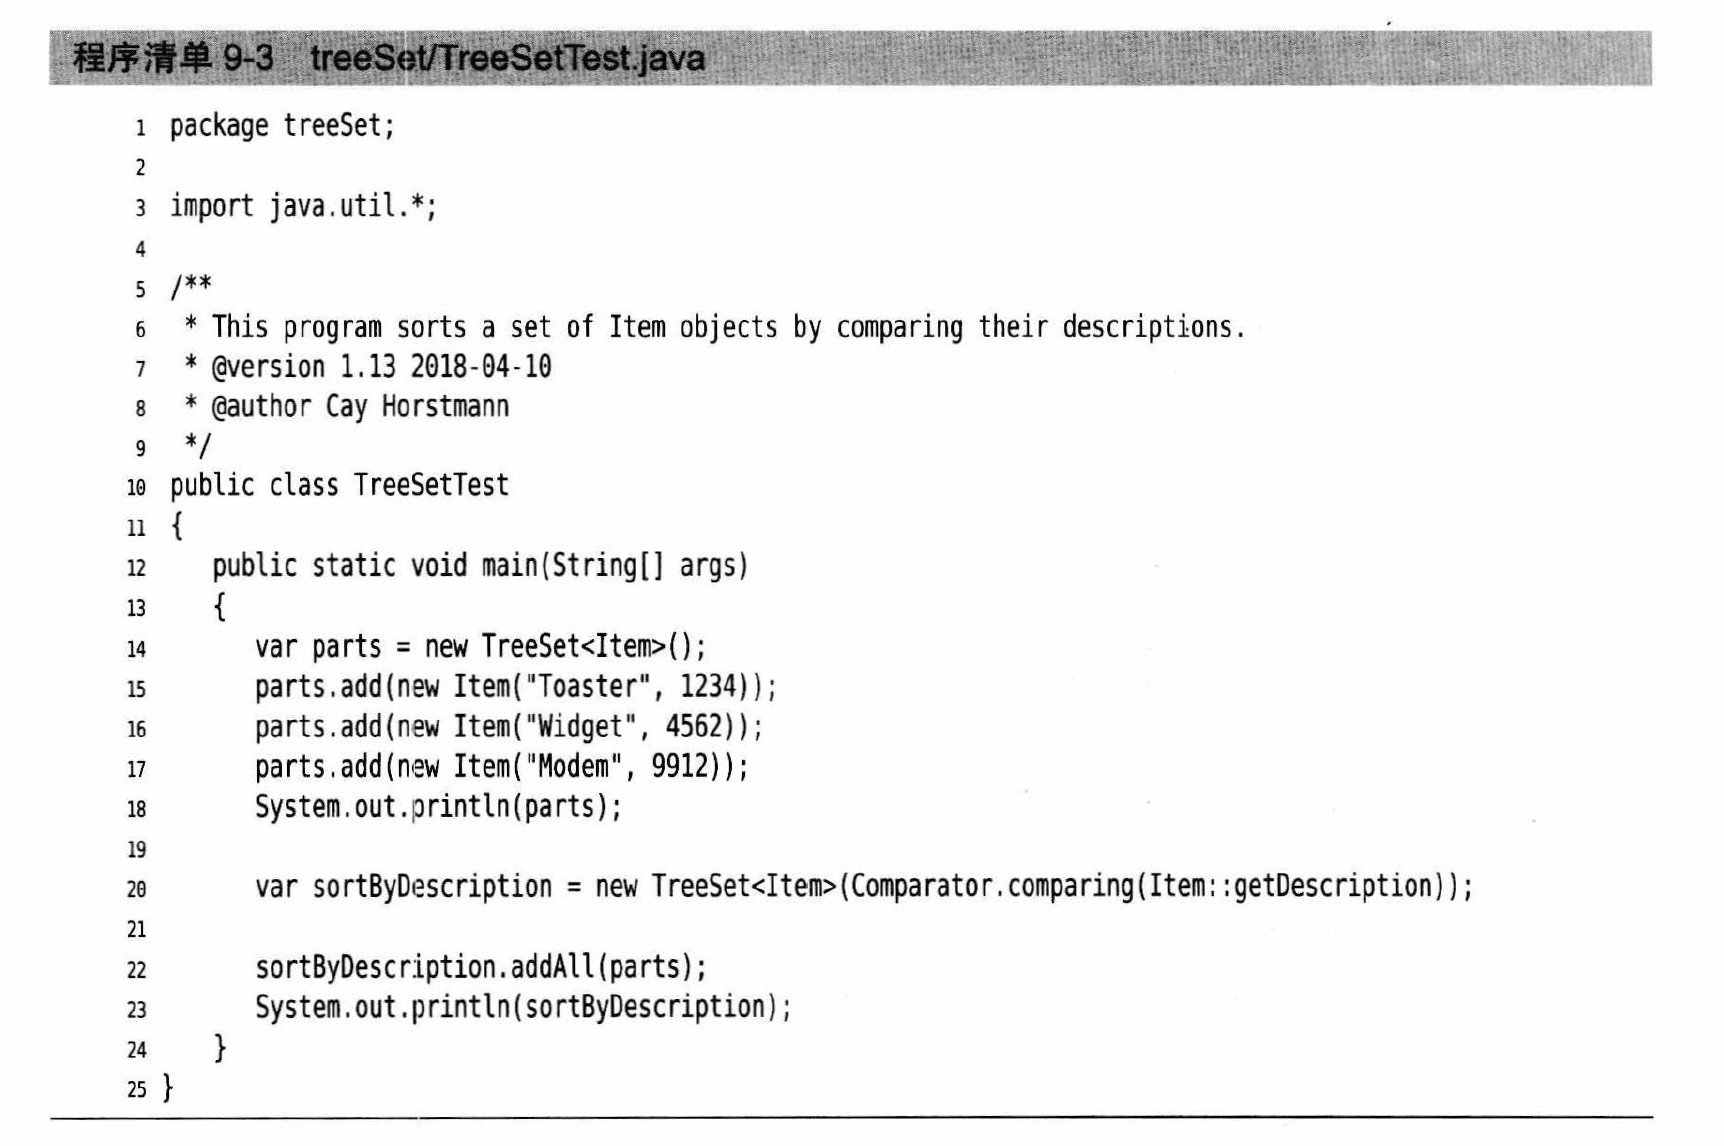 程序清单 9-3 treeSet/TreeSetTest.java
1 package treeSet;
2
3 import java.util.*;
4
5 /**
6  * This program sorts a set of Item objects by comparing their descriptions.
7  * @version 1.13 2018-04-10
8  * @author Cay Horstmann
9  */
10 public class TreeSetTest
11 {
12    public static void main(String[] args)
13    {
14       var parts = new TreeSet<Item>();
15       parts.add(new Item("Toaster", 1234));
16       parts.add(new Item("Widget", 4562));
17       parts.add(new Item("Modem", 9912));
18       System.out.println(parts);
19
20       var sortByDescription = new TreeSet<Item>(Comparator.comparing(Item::getDescription));
21
22       sortByDescription.addAll(parts);
23       System.out.println(sortByDescription);
24    }
25 }